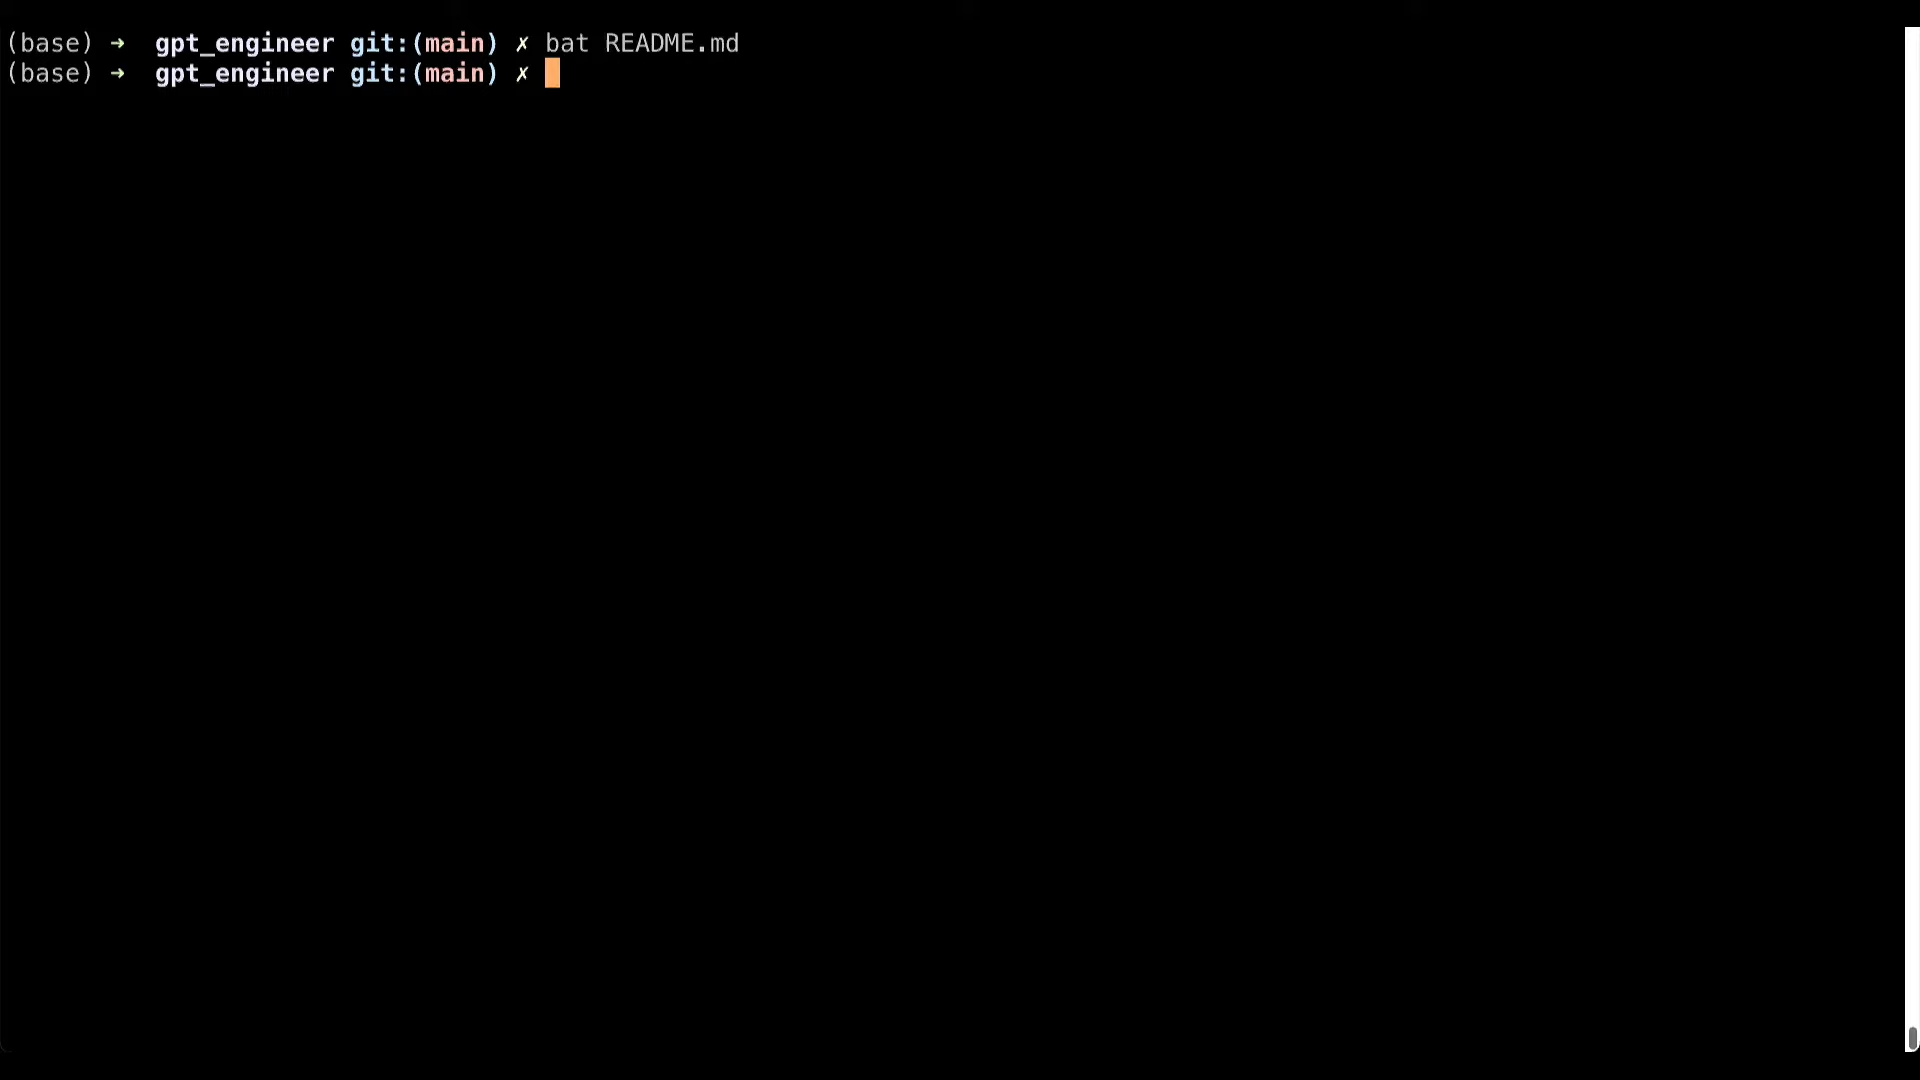 (base) ➜  gpt_engineer git:(main) ✗ bat README.md
(base) ➜  gpt_engineer git:(main) ✗